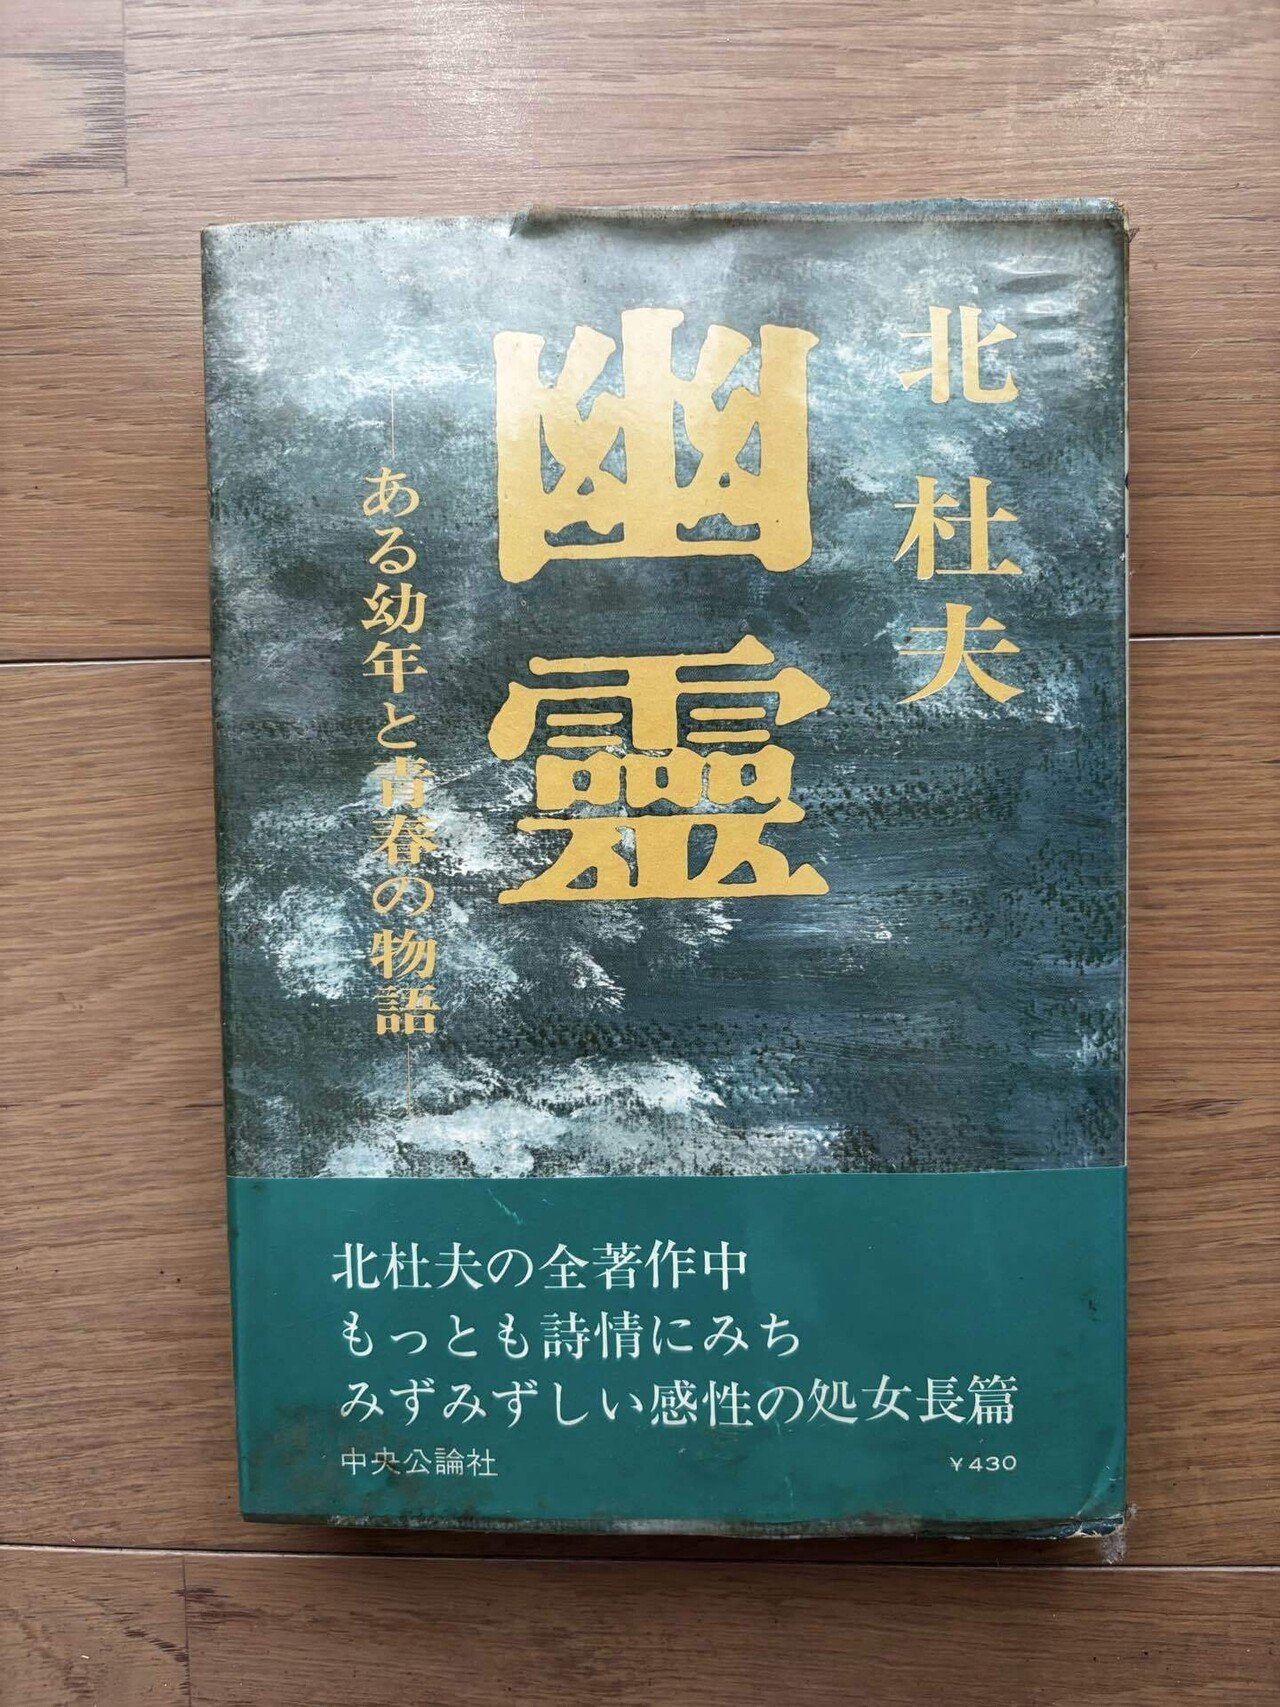 北杜夫
幽靈
――ある幼年と青春の物語――
北杜夫の全著作中
もっとも詩情にみち
みずみずしい感性の処女長篇
中央公論社
¥430